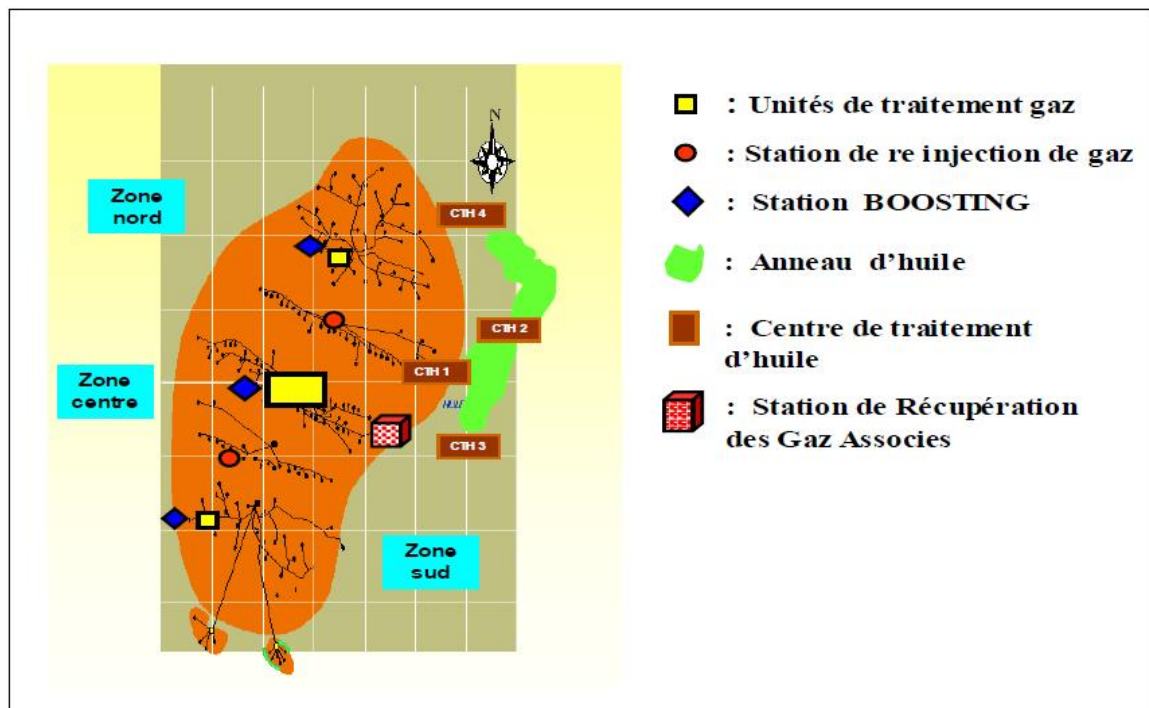 N
Zone
nord
CTH 4
CTH 2
Zone
centre
CTH 1
HUILE
CTH 3
Zone
sud
: Unités de traitement gaz
: Station de re injection de gaz
: Station BOOSTING
: Anneau d'huile
: Centre de traitement
d'huile
: Station de Récupération
des Gaz Associes